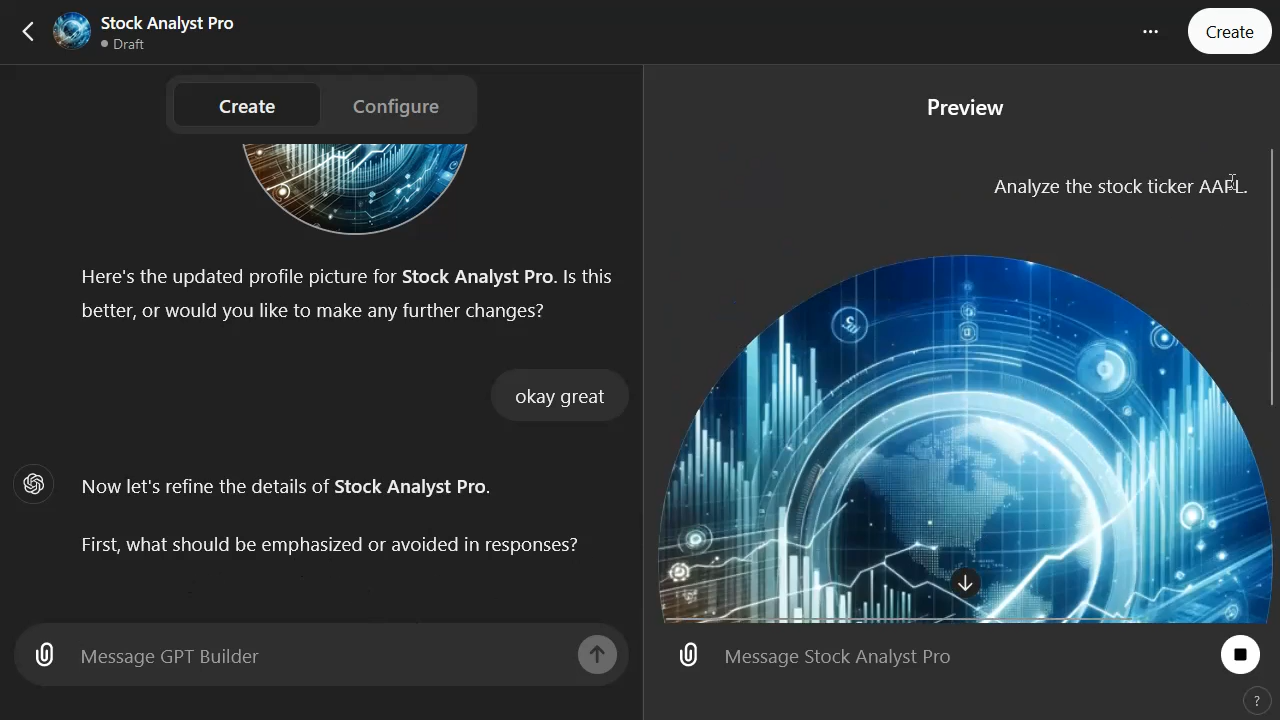 Stock Analyst Pro
Draft
Create
Create
Configure
Here's the updated profile picture for Stock Analyst Pro. Is this
better, or would you like to make any further changes?
okay great
Now let's refine the details of Stock Analyst Pro.
First, what should be emphasized or avoided in responses?
Message GPT Builder
Preview
Analyze the stock ticker AAPL.
Message Stock Analyst Pro
?